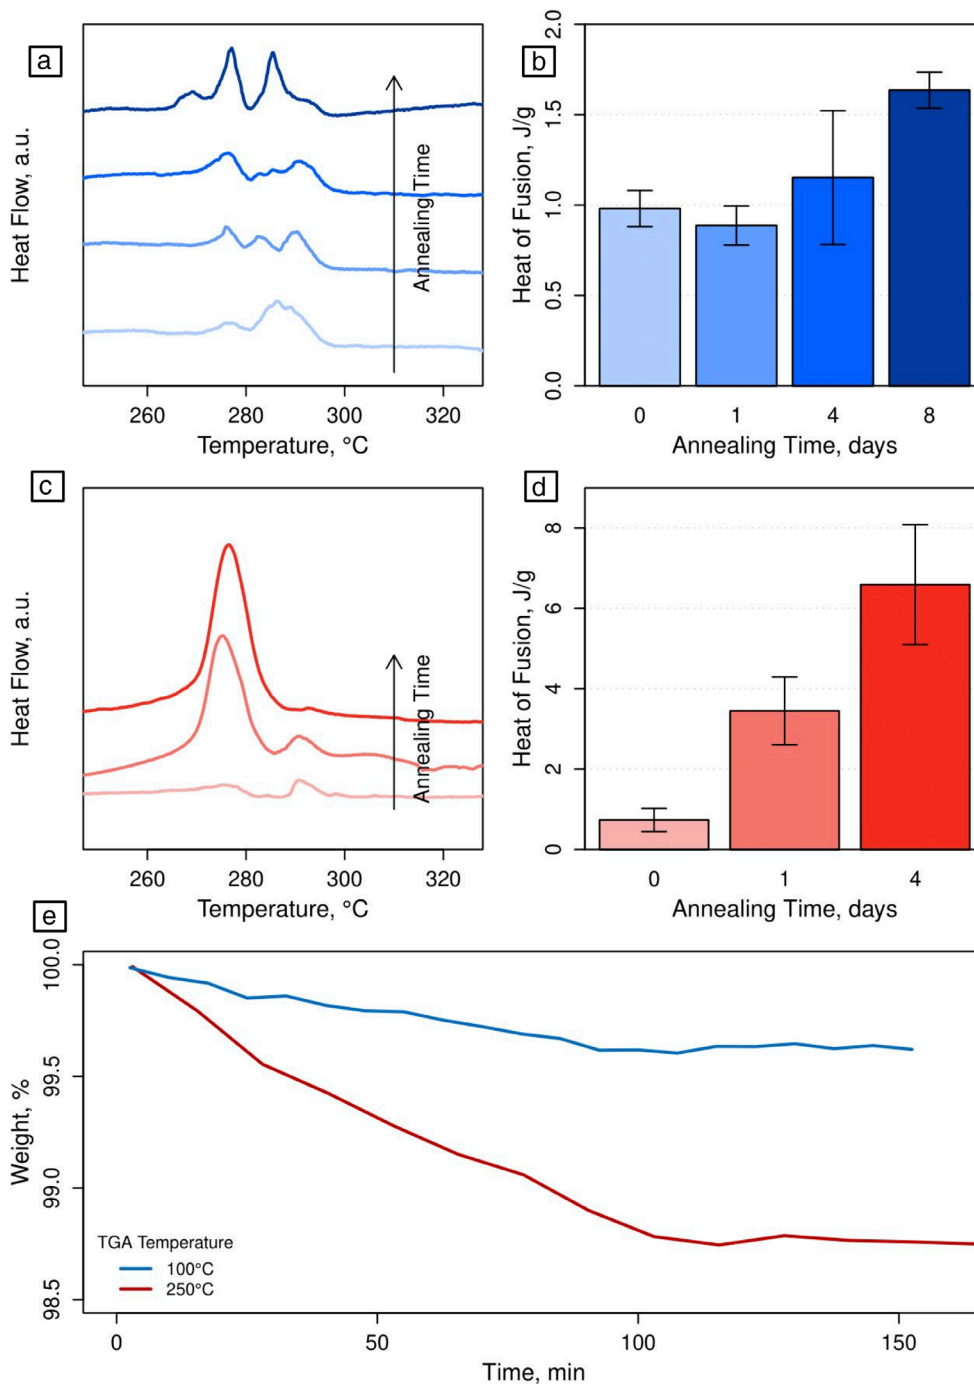 a
Heat Flow, a.u.
Annealing Time
260 280 300 320
Temperature, °C
b
Heat of Fusion, J/g
0.0 0.5 1.0 1.5 2.0
0 1 4 8
Annealing Time, days
c
Heat Flow, a.u.
Annealing Time
260 280 300 320
Temperature, °C
d
Heat of Fusion, J/g
0 2 4 6 8
0 1 4
Annealing Time, days
e
Weight, %
98.5 99.0 99.5 100.0
TGA Temperature
100°C
250°C
0 50 100 150
Time, min